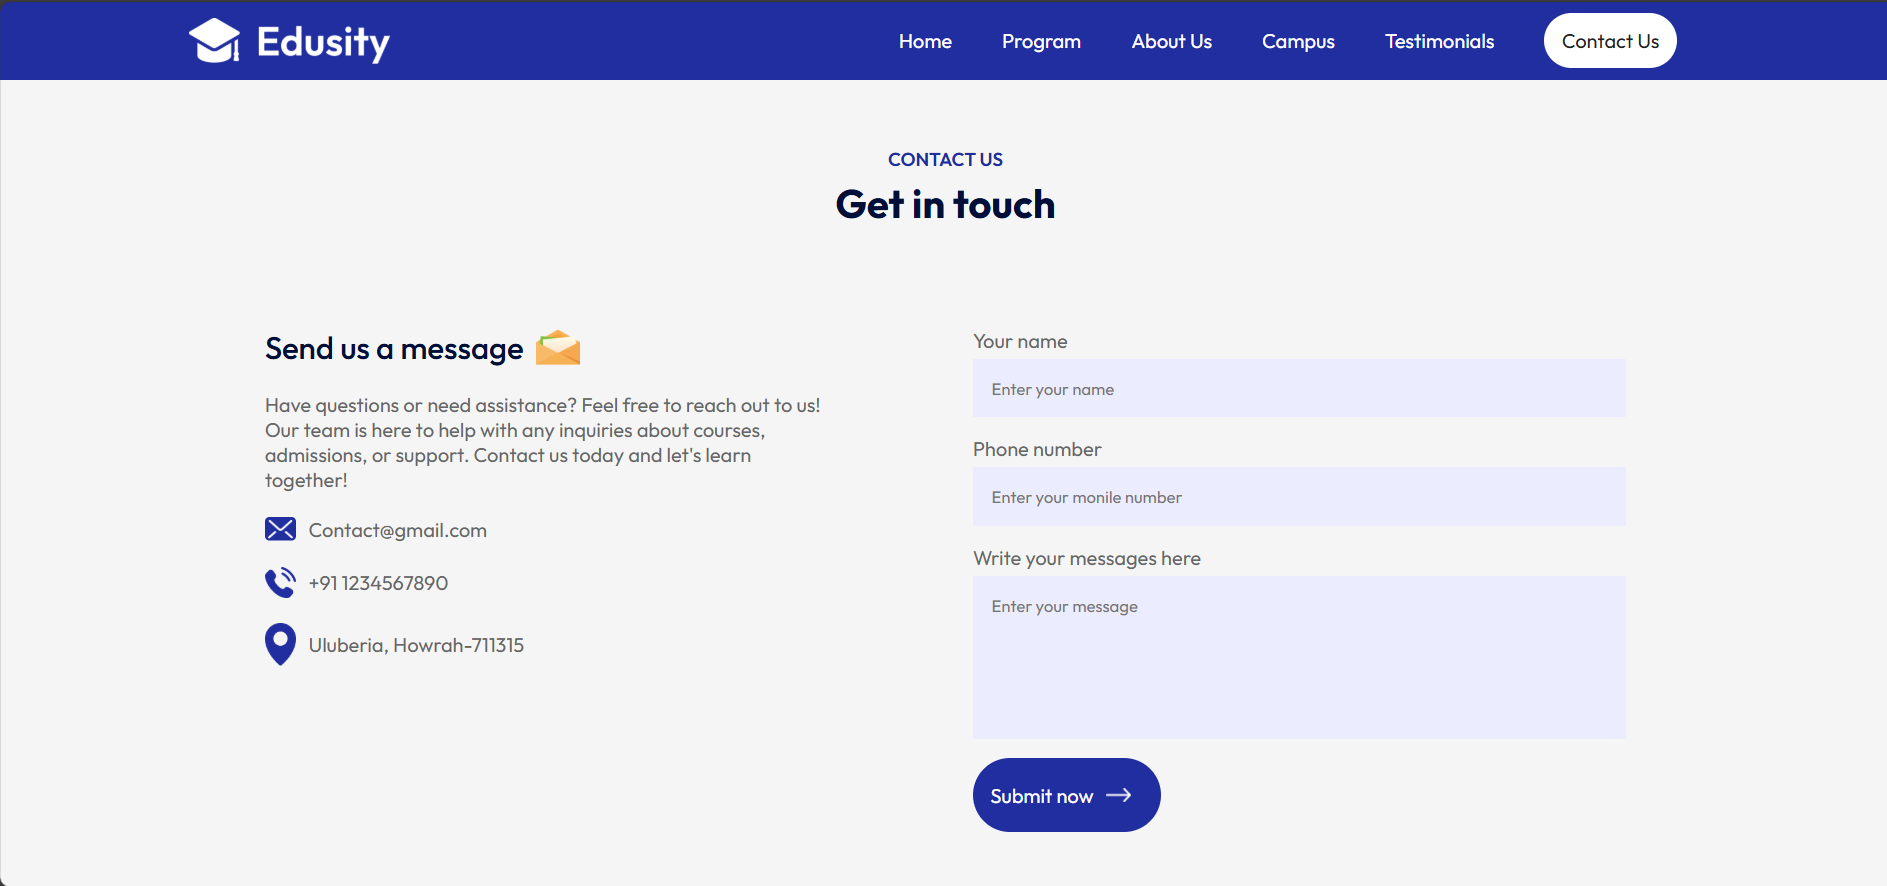 Edusity
Home
Program
About Us
Campus
Testimonials
Contact Us
CONTACT US
Get in touch
Send us a message
Have questions or need assistance? Feel free to reach out to us!
Our team is here to help with any inquiries about courses,
admissions, or support. Contact us today and let's learn
together!
Contact@gmail.com
+91 1234567890
Uluberia, Howrah-711315
Your name
Enter your name
Phone number
Enter your monile number
Write your messages here
Enter your message
Submit now